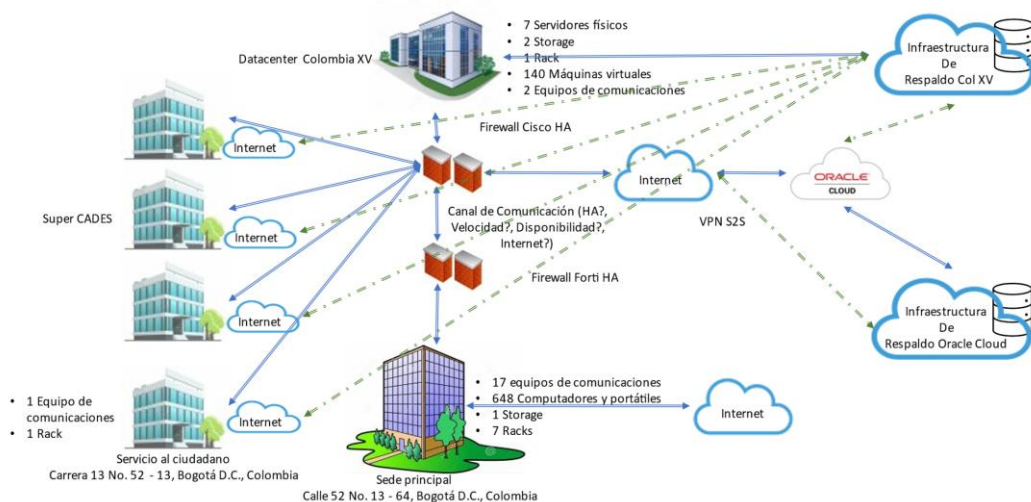 Datacenter Colombia XV
• 7 Servidores físicos
• 2 Storage
• 1 Rack
• 140 Máquinas virtuales
• 2 Equipos de comunicaciones
Infraestructura
De
Respaldo Col XV
Firewall Cisco HA
Internet
Internet
ORACLE
CLOUD
Super CADES
Internet
Canal de Comunicación (HA?,
Velocidad?, Disponibilidad?,
Internet?)
VPN S2S
Firewall Forti HA
Internet
Infraestructura
De
Respaldo Oracle Cloud
• 1 Equipo de
comunicaciones
• 1 Rack
Internet
• 17 equipos de comunicaciones
• 648 Computadores y portátiles
• 1 Storage
• 7 Racks
Internet
Servicio al ciudadano
Carrera 13 No. 52 - 13, Bogotá D.C., Colombia
Sede principal
Calle 52 No. 13 - 64, Bogotá D.C., Colombia